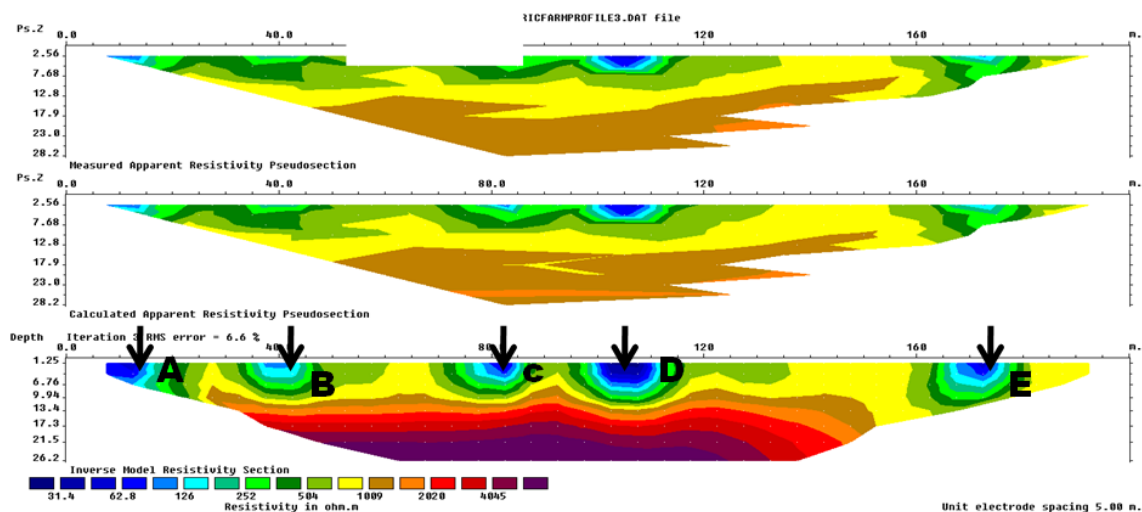 RICFARMPROFILE3.DAT file
Ps.Z 0.0 40.0 120 160 m.
2.56
7.68
12.8
17.9
23.0
28.2
Measured Apparent Resistivity Pseudosection
Ps.Z 0.0 40.0 80.0 120 160 m.
2.56
7.68
12.8
17.9
23.0
28.2
Calculated Apparent Resistivity Pseudosection
Depth Iteration 3 RMS error = 6.6 %
0.0 80.0 120 160 m.
1.25
6.76
9.94
13.4
17.3
21.5
26.2
A B c D E
Inverse Model Resistivity Section
31.4 62.8 126 252 504 1009 2020 4045
Resistivity in ohm.m
Unit electrode spacing 5.00 m.